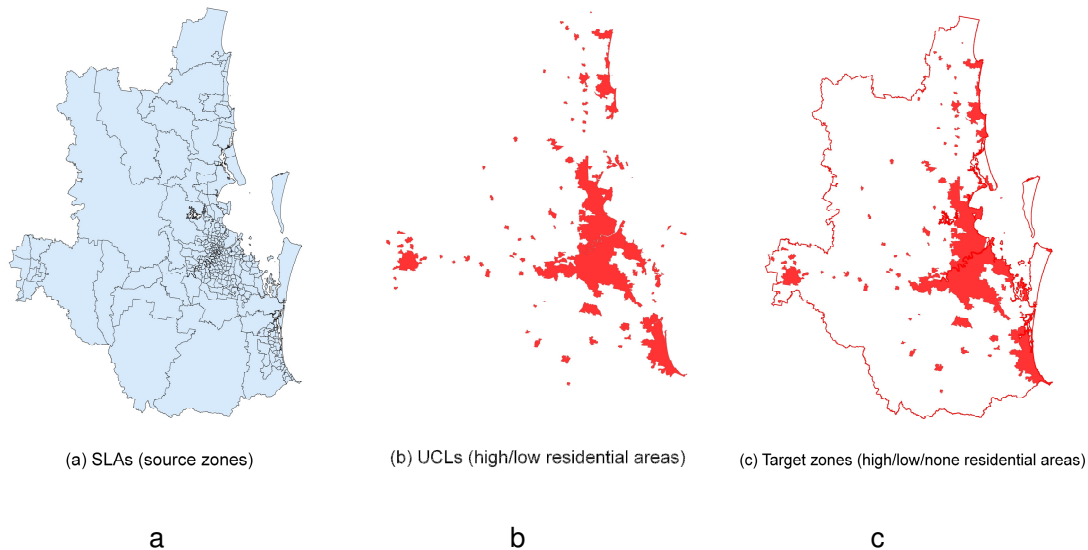 (a) SLAs (source zones)
(b) UCLs (high/low residential areas)
(c) Target zones (high/low/none residential areas)
a
b
c